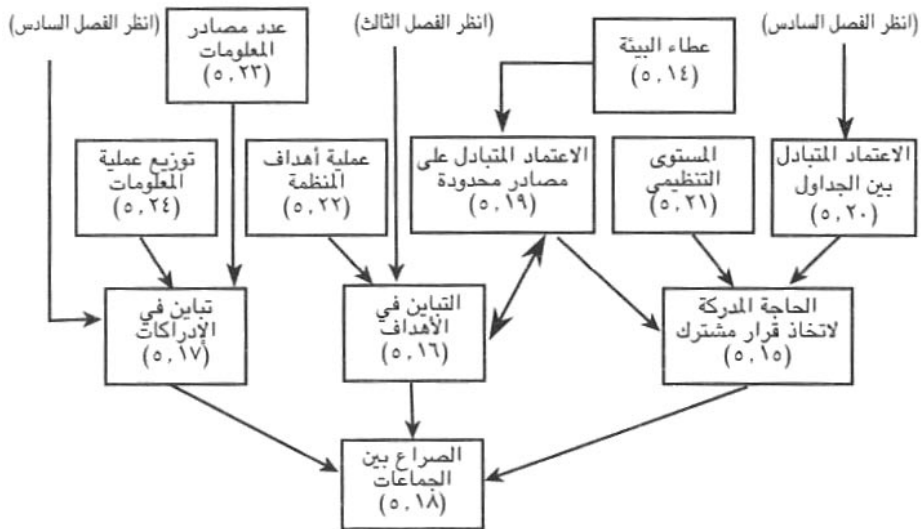 (انظر الفصل السادس)
عطاء البيئة
(٥,١٤)
(انظر الفصل الثالث)
عدد مصادر
المعلومات
(٥,٢٣)
(انظر الفصل السادس)
الاعتماد المتبادل
بين الجداول
(٥,٢٠)
المستوى
التنظيمي
(٥,٢١)
الاعتماد المتبادل على
مصادر محدودة
(٥,١٩)
عملية أهداف
المنظمة
(٥,٢٢)
توزيع عملية
المعلومات
(٥,٢٤)
الحاجة المدركة
لاتخاذ قرار مشترك
(٥,١٥)
التباين في
الأهداف
(٥,١٦)
تباين في
الإدراكات
(٥,١٧)
الصراع بين
الجماعات
(٥,١٨)